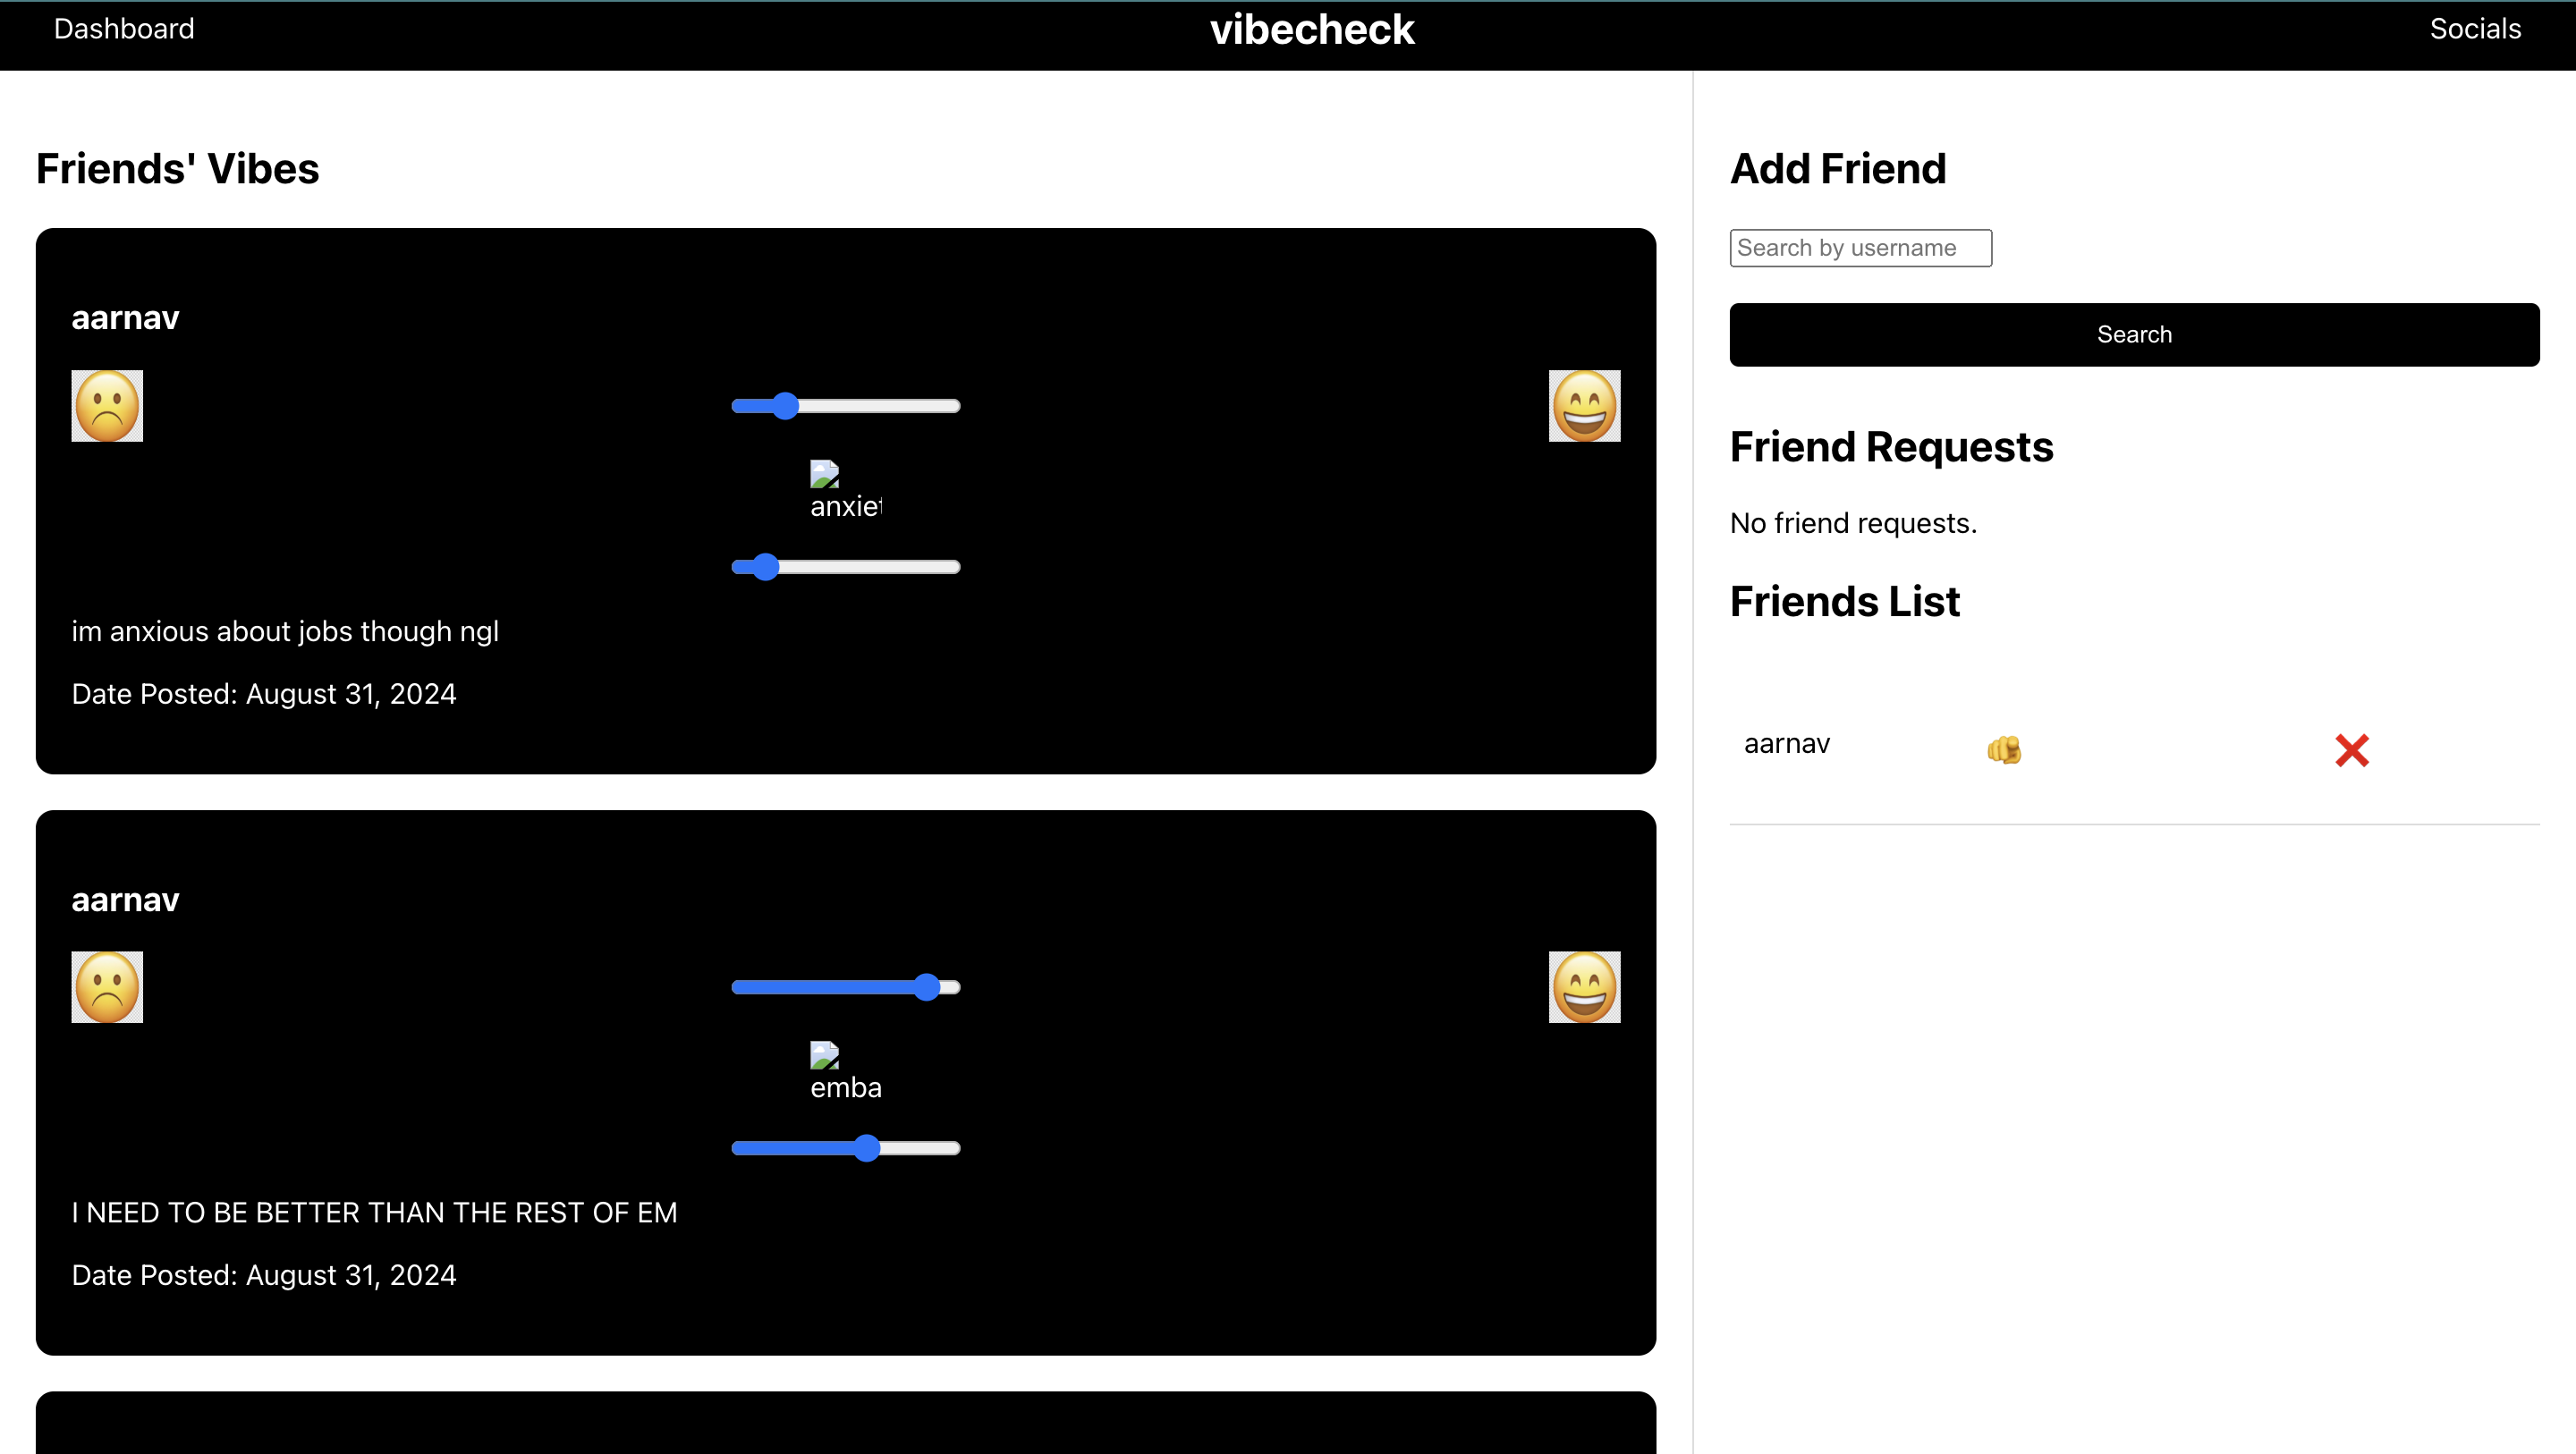 Dashboard
vibecheck
Socials
Friends' Vibes
aarnav
anxiet
im anxious about jobs though ngl
Date Posted: August 31, 2024
aarnav
emba
I NEED TO BE BETTER THAN THE REST OF EM
Date Posted: August 31, 2024
Add Friend
Search by username
Search
Friend Requests
No friend requests.
Friends List
aarnav